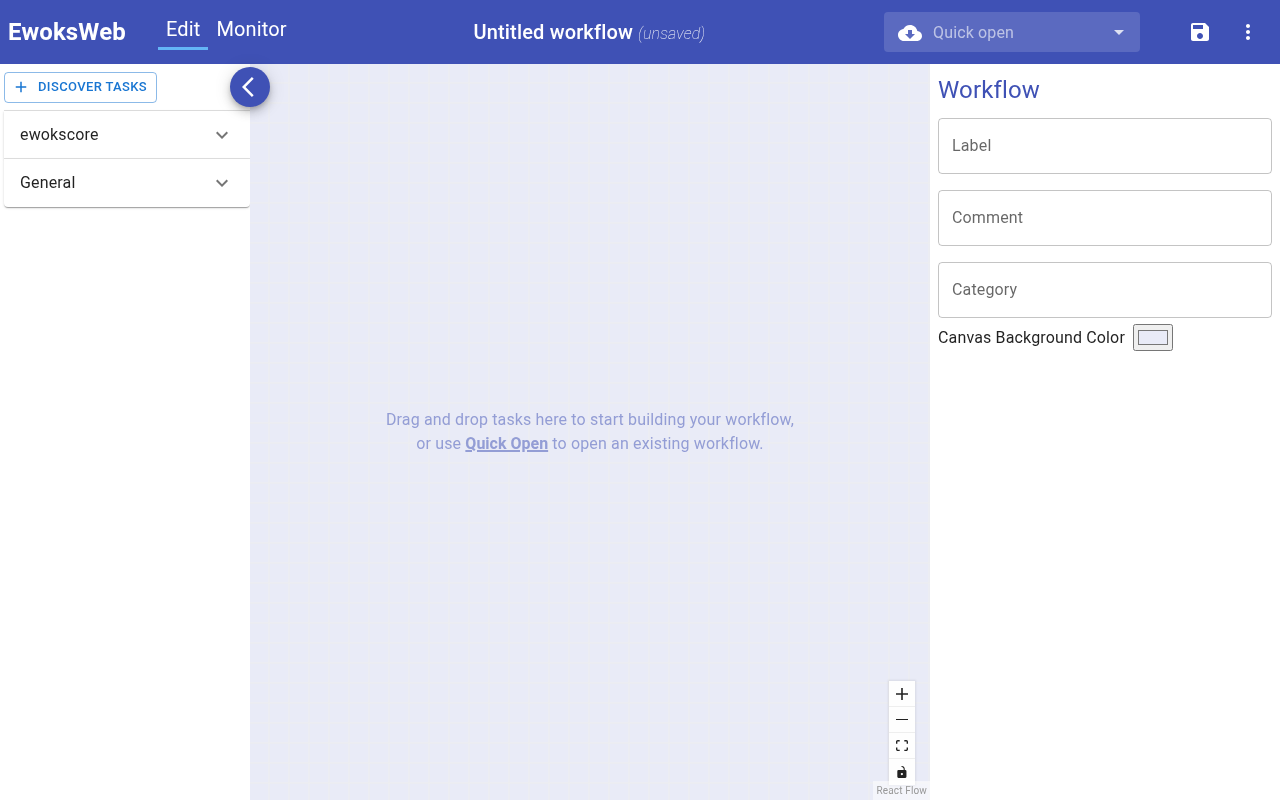 EwoksWeb
Edit
Monitor
Untitled workflow (unsaved)
Quick open
DISCOVER TASKS
ewokscore
General
Drag and drop tasks here to start building your workflow,
or use Quick Open to open an existing workflow.
React Flow
Workflow
Label
Comment
Category
Canvas Background Color